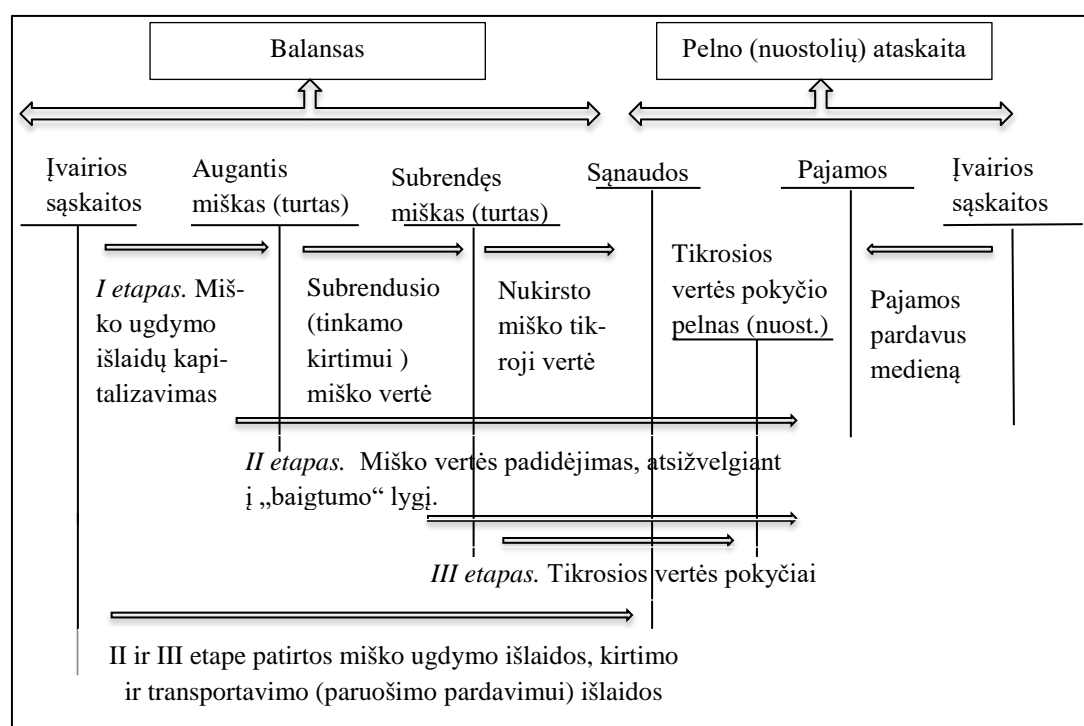 Balansas
Pelno (nuostolių) ataskaita
Įvairios
sąskaitos
Augantis
miškas (turtas)
Subrendęs
miškas (turtas)
Sąnaudos
Pajamos
Įvairios
sąskaitos
I etapas. Miš-
ko ugdymo
išlaidų kapi-
talizavimas
Subrendusio
(tinkamo
kirtimui )
miško vertė
Nukirsto
miško tik-
roji vertė
Tikrosios
vertės pokyčio
pelnas (nuost.)
Pajamos
pardavus
medieną
II etapas. Miško vertės padidėjimas, atsižvelgiant
į „baigtumo“ lygį.
III etapas. Tikrosios vertės pokyčiai
II ir III etape patirtos miško ugdymo išlaidos, kirtimo
ir transportavimo (paruošimo pardavimui) išlaidos